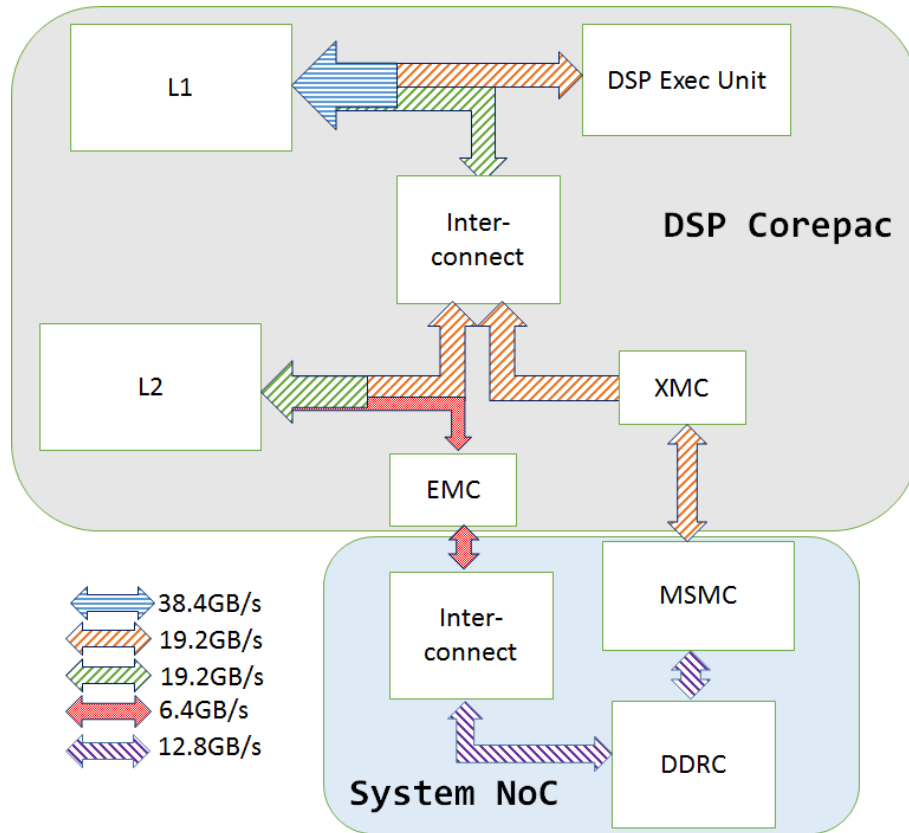 L1
DSP Exec Unit
Inter-
connect
DSP Corepac
L2
XMC
EMC
MSMC
Inter-
connect
38.4GB/s
19.2GB/s
19.2GB/s
6.4GB/s
12.8GB/s
DDRC
System NoC